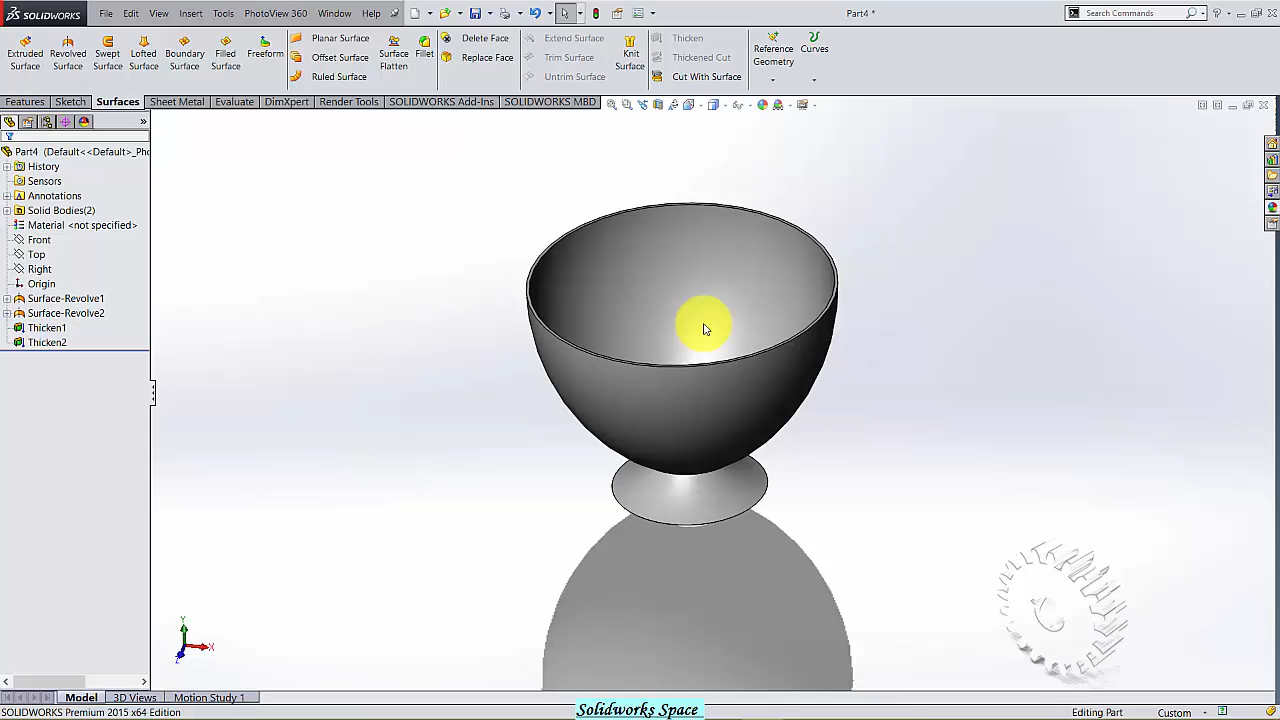 SOLIDWORKS File Edit View Insert Tools PhotoView 360 Window Help Part4 * Search Commands
Extruded Surface
Revolved Surface
Swept Surface
Lofted Surface
Boundary Surface
Filled Surface
Freeform
Planar Surface
Offset Surface
Ruled Surface
Surface Flatten
Fillet
Delete Face
Replace Face
Extend Surface
Trim Surface
Untrim Surface
Knit Surface
Thicken
Thickened Cut
Cut With Surface
Reference Geometry
Curves
Features Sketch Surfaces Sheet Metal Evaluate DimXpert Render Tools SOLIDWORKS Add-Ins SOLIDWORKS MBD
Part4 (Default<<Default>_Pho
History
Sensors
Annotations
Solid Bodies(2)
Material <not specified>
Front
Top
Right
Origin
Surface-Revolve1
Surface-Revolve2
Thicken1
Thicken2
Y
X
Z
Model 3D Views Motion Study 1
SOLIDWORKS Premium 2015 x64 Edition
Solidworks Space
Editing Part Custom